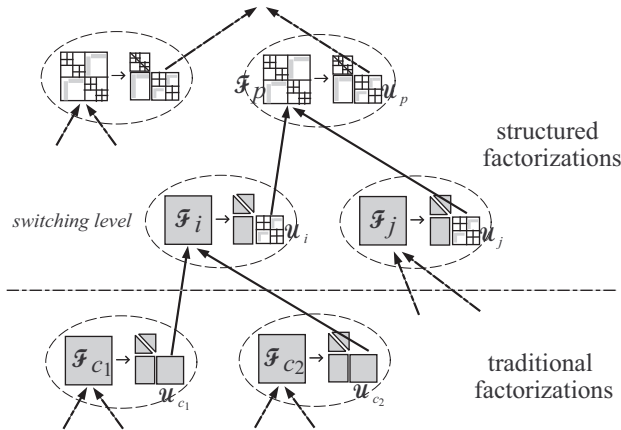 𝓕p 𝓤p
structured
factorizations
switching level 𝓕i 𝓤i 𝓕j 𝓤j
𝓕c1 𝓤c1 𝓕c2 𝓤c2
traditional
factorizations